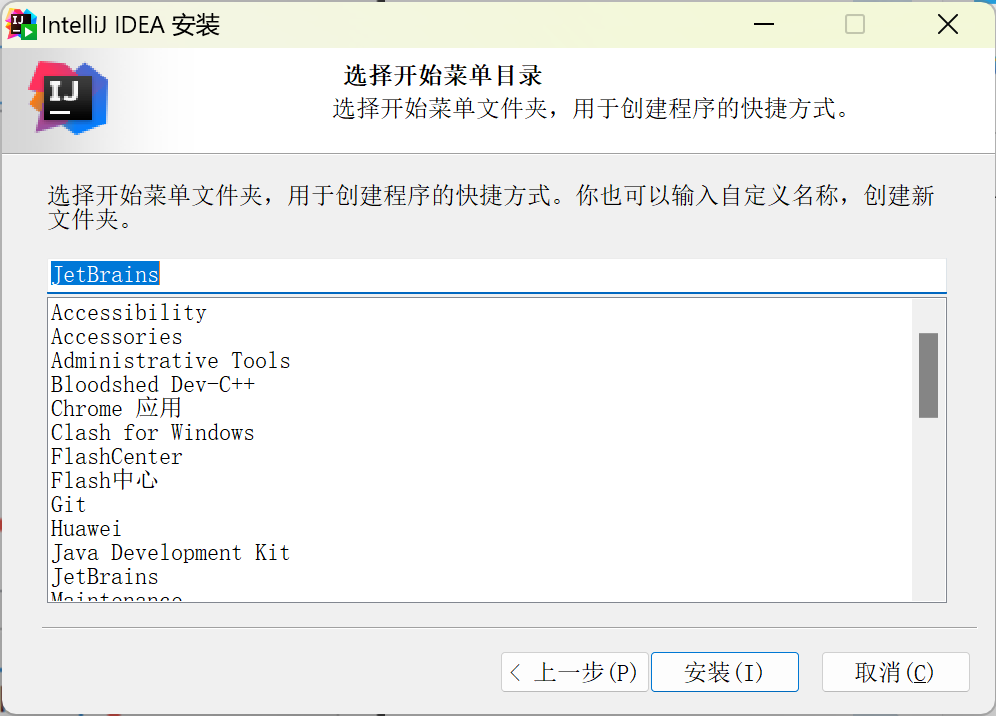 IntelliJ IDEA 安装
IJ
选择开始菜单目录
选择开始菜单文件夹，用于创建程序的快捷方式。
选择开始菜单文件夹，用于创建程序的快捷方式。你也可以输入自定义名称，创建新
文件夹。
JetBrains
Accessibility
Accessories
Administrative Tools
Bloodshed Dev-C++
Chrome 应用
Clash for Windows
FlashCenter
Flash中心
Git
Huawei
Java Development Kit
JetBrains
Maintenance
< 上一步(P)
安装(I)
取消(C)